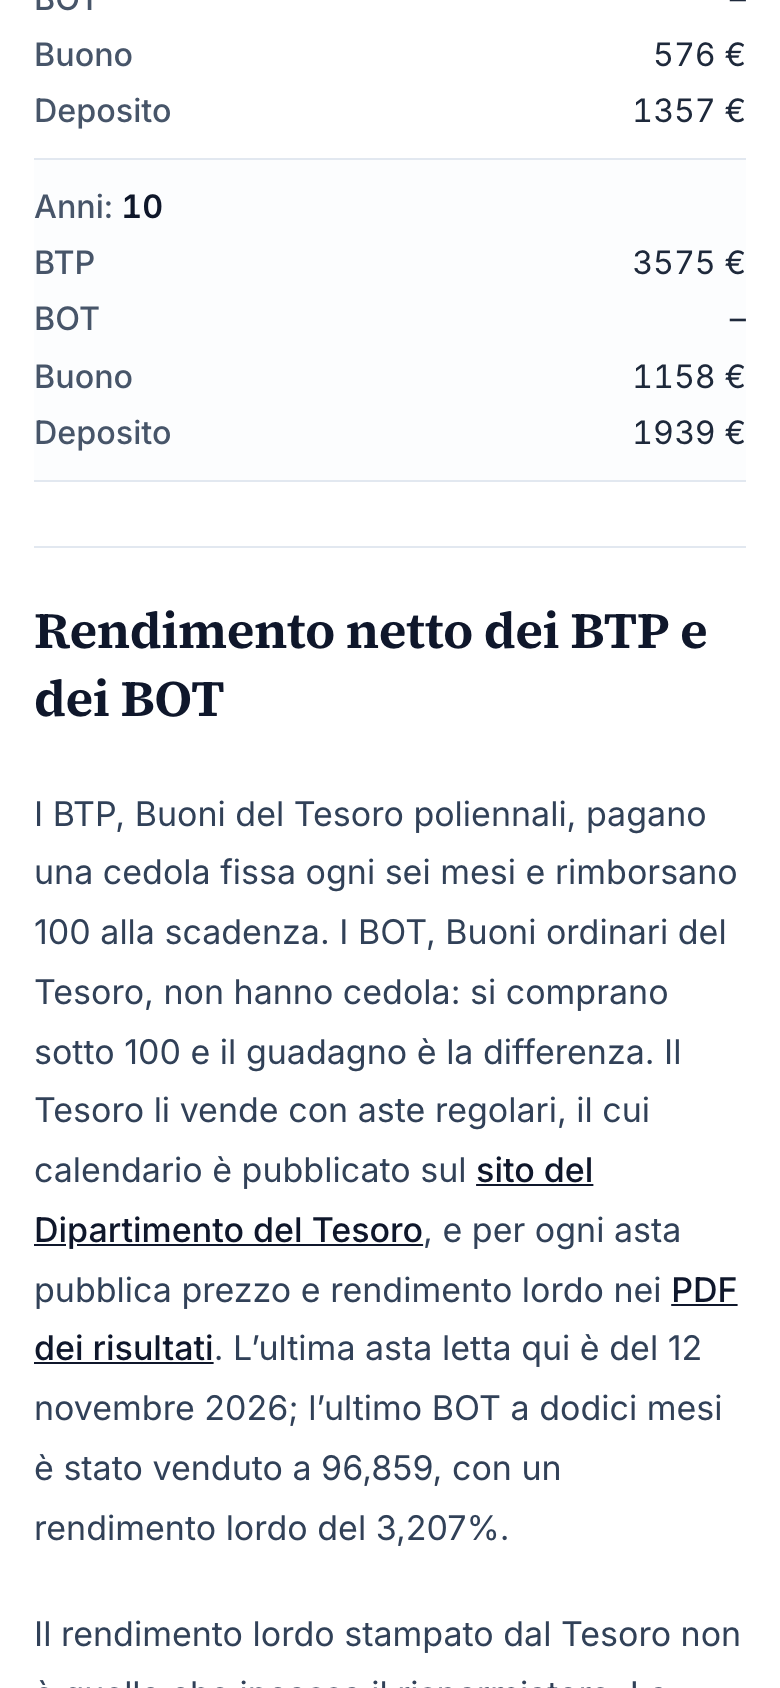 BOT –
Buono 576 €
Deposito 1357 €
Anni: 10
BTP 3575 €
BOT –
Buono 1158 €
Deposito 1939 €
Rendimento netto dei BTP e
dei BOT
I BTP, Buoni del Tesoro poliennali, pagano
una cedola fissa ogni sei mesi e rimborsano
100 alla scadenza. I BOT, Buoni ordinari del
Tesoro, non hanno cedola: si comprano
sotto 100 e il guadagno è la differenza. Il
Tesoro li vende con aste regolari, il cui
calendario è pubblicato sul sito del
Dipartimento del Tesoro, e per ogni asta
pubblica prezzo e rendimento lordo nei PDF
dei risultati. L’ultima asta letta qui è del 12
novembre 2026; l’ultimo BOT a dodici mesi
è stato venduto a 96,859, con un
rendimento lordo del 3,207%.
Il rendimento lordo stampato dal Tesoro non